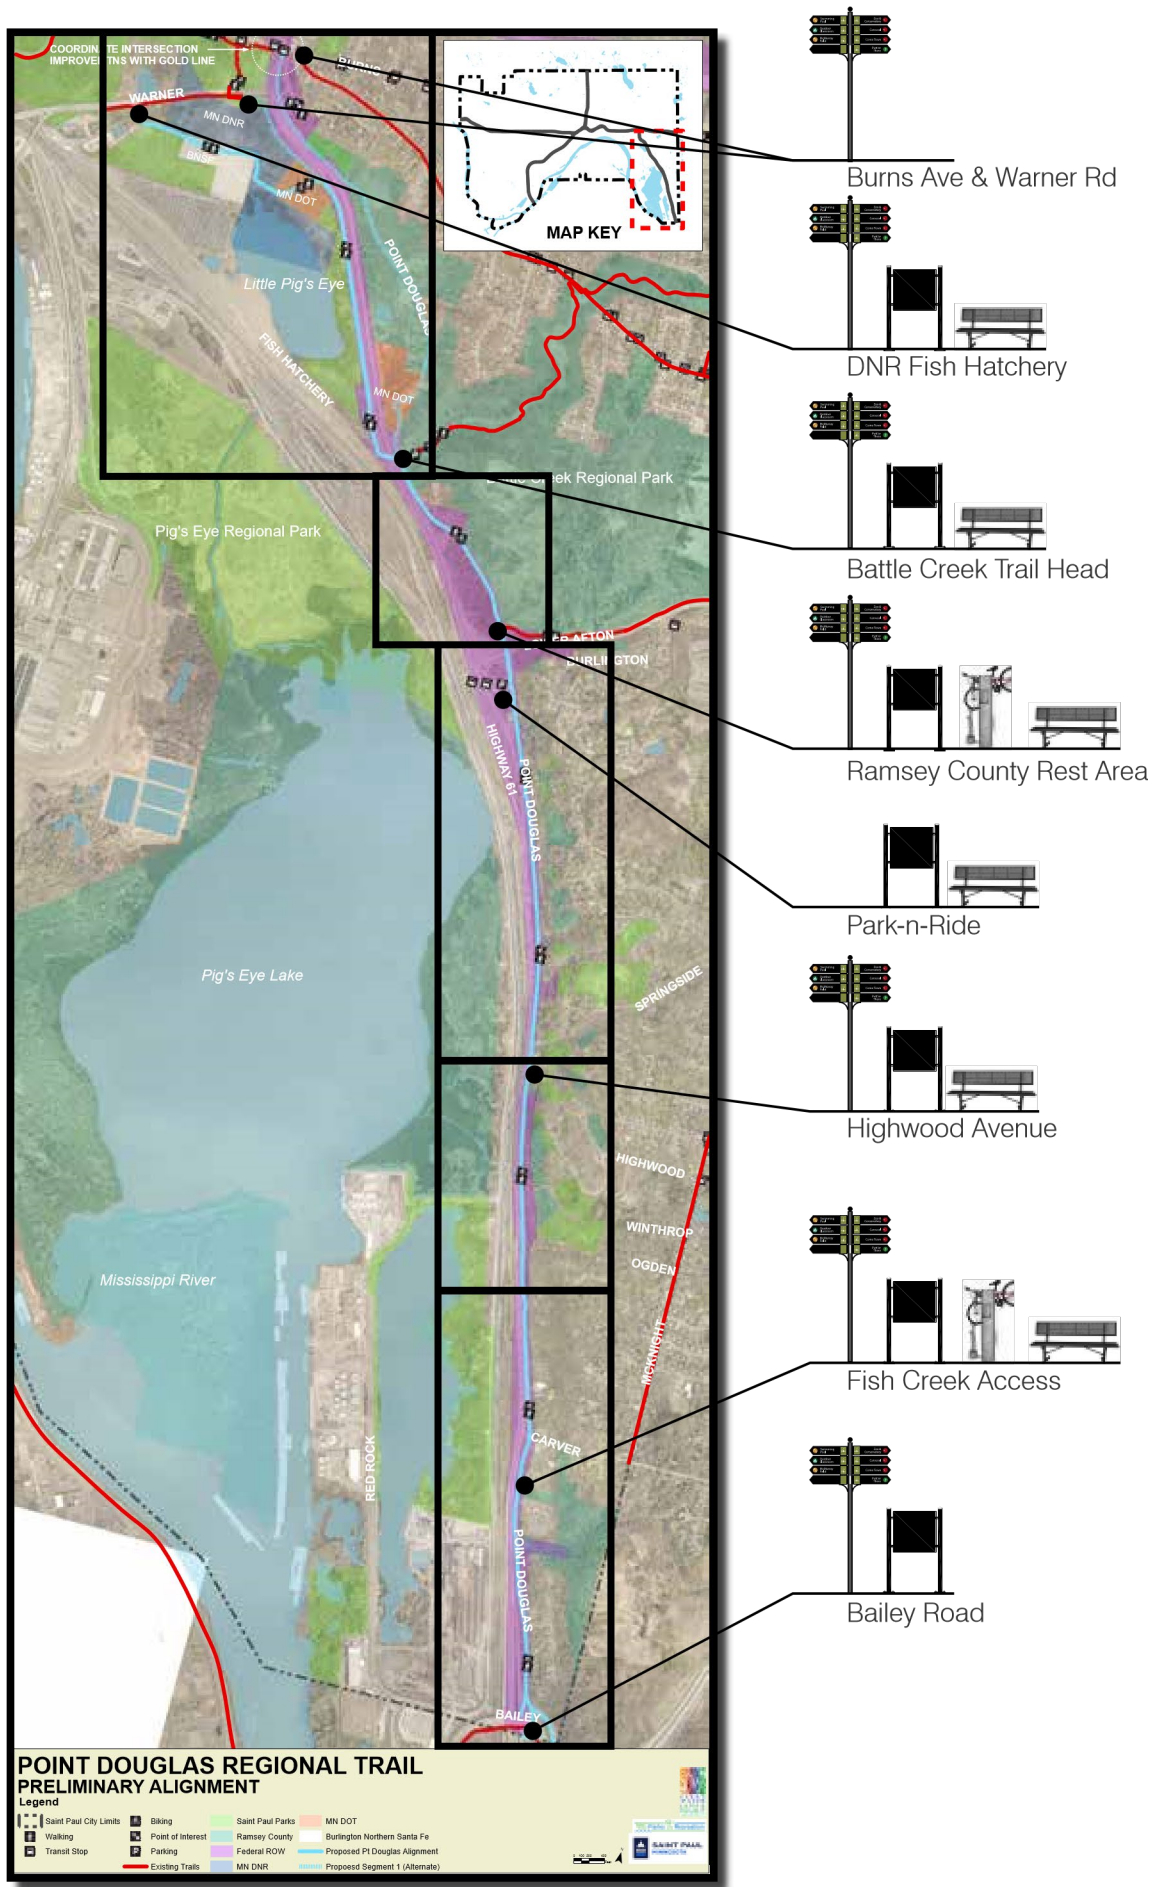 COORDINATE INTERSECTION
IMPROVEMTNS WITH GOLD LINE
BURNS
WARNER
MN DNR
BNSF
MN DOT
POINT DOUGLAS
Little Pig's Eye
FISH HATCHERY
MN DOT
MAP KEY
Battle Creek Regional Park
Pig's Eye Regional Park
LOWER AFTON
BURLINGTON
HIGHWAY 61
POINT DOUGLAS
Pig's Eye Lake
SPRINGSIDE
HIGHWOOD
WINTHROP
OGDEN
Mississippi River
MCKNIGHT
CARVER
RED ROCK
POINT DOUGLAS
BAILEY
Burns Ave & Warner Rd
DNR Fish Hatchery
Battle Creek Trail Head
Ramsey County Rest Area
Park-n-Ride
Highwood Avenue
Fish Creek Access
Bailey Road
POINT DOUGLAS REGIONAL TRAIL
PRELIMINARY ALIGNMENT
Legend
Saint Paul City Limits
Walking
Transit Stop
Biking
Point of Interest
Parking
Existing Trails
Saint Paul Parks
Ramsey County
Federal ROW
MN DNR
MN DOT
Burlington Northern Santa Fe
Proposed Pt Douglas Alignment
Proposed Segment 1 (Alternate)
SAINT PAUL